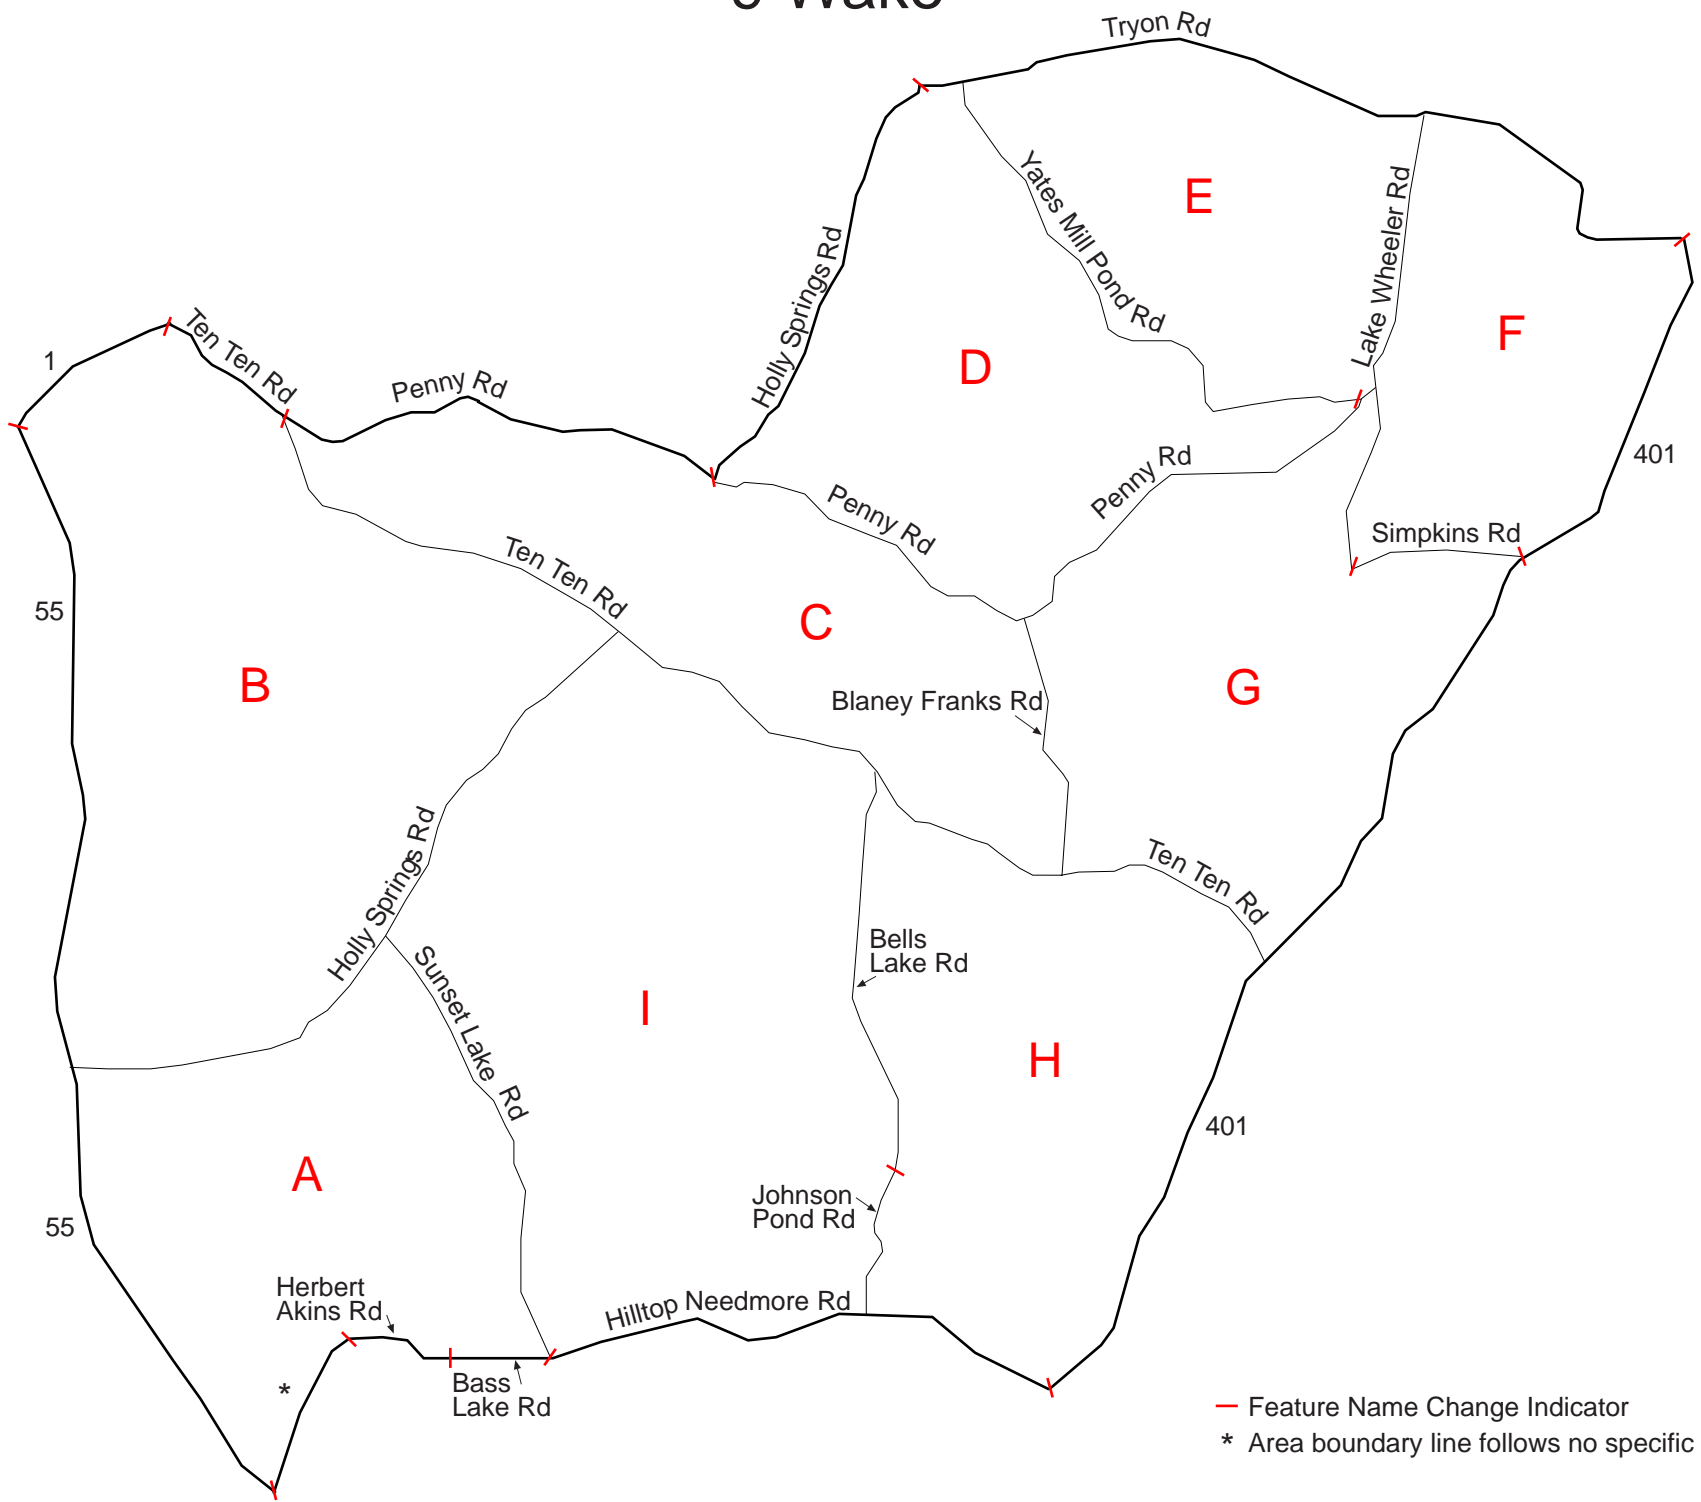 Tryon Rd
E
Yates Mill Pond Rd
Lake Wheeler Rd
Holly Springs Rd
F
1
Ten Ten Rd
Penny Rd
D
401
Penny Rd
Penny Rd
Simpkins Rd
Ten Ten Rd
55
C
B
G
Blaney Franks Rd
Holly Springs Rd
Ten Ten Rd
Bells
Lake Rd
Sunset Lake Rd
I
H
401
A
Johnson
Pond Rd
55
Herbert
Akins Rd
Hilltop Needmore Rd
*
Bass
Lake Rd
Feature Name Change Indicator
* Area boundary line follows no specific